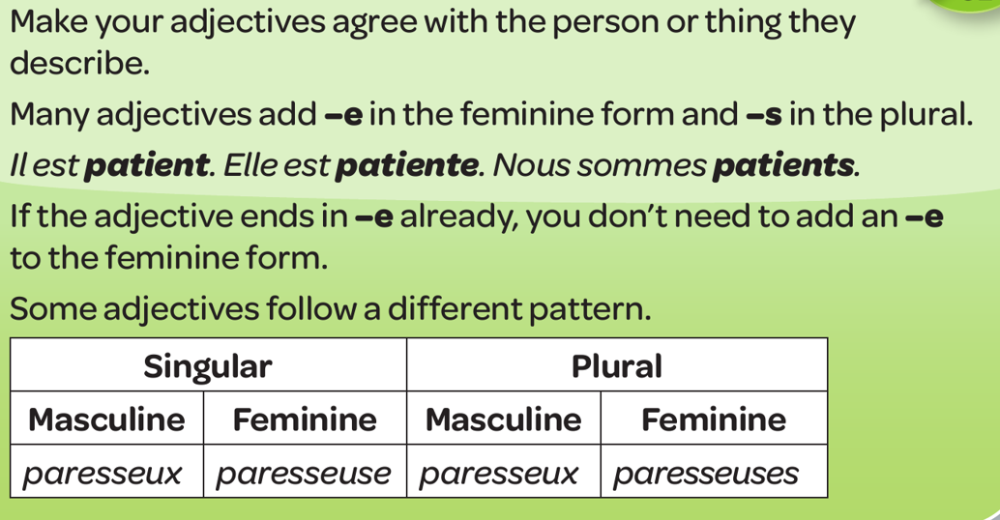 Make your adjectives agree with the person or thing they
describe.
Many adjectives add –e in the feminine form and –s in the plural.
Il est patient. Elle est patiente. Nous sommes patients.
If the adjective ends in –e already, you don't need to add an –e
to the feminine form.
Some adjectives follow a different pattern.
Singular Plural
Masculine Feminine Masculine Feminine
paresseux paresseuse paresseux paresseuses